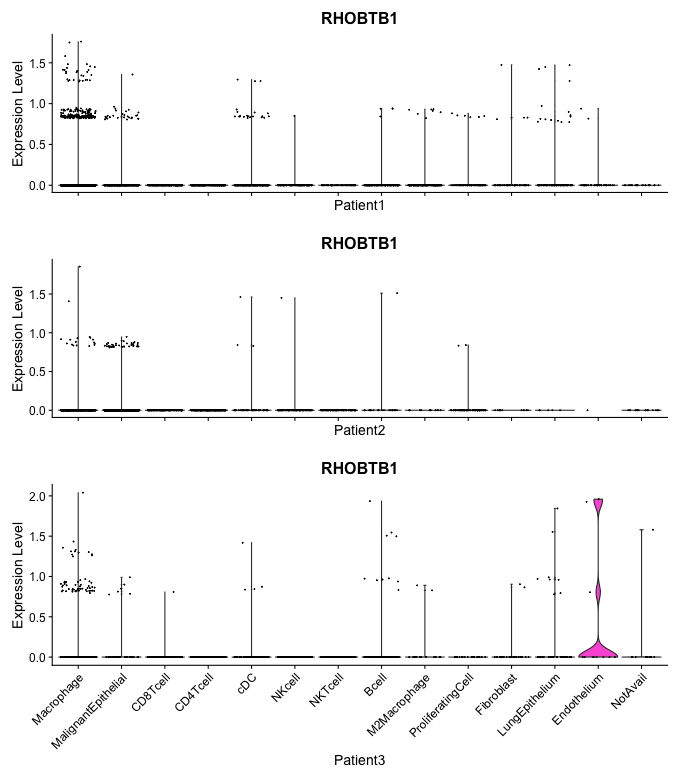 RHOBTB1
Expression Level
1.5
1.0
0.5
0.0
Patient1
RHOBTB1
Expression Level
1.5
1.0
0.5
0.0
Patient2
RHOBTB1
Expression Level
2.0
1.5
1.0
0.5
0.0
Macrophage
MalignantEpithelial
CD8Tcell
CD4Tcell
cDC
NKcell
NKTcell
Bcell
M2Macrophage
ProliferatingCell
Fibroblast
LungEpithelium
Endothelium
NotAvail
Patient3